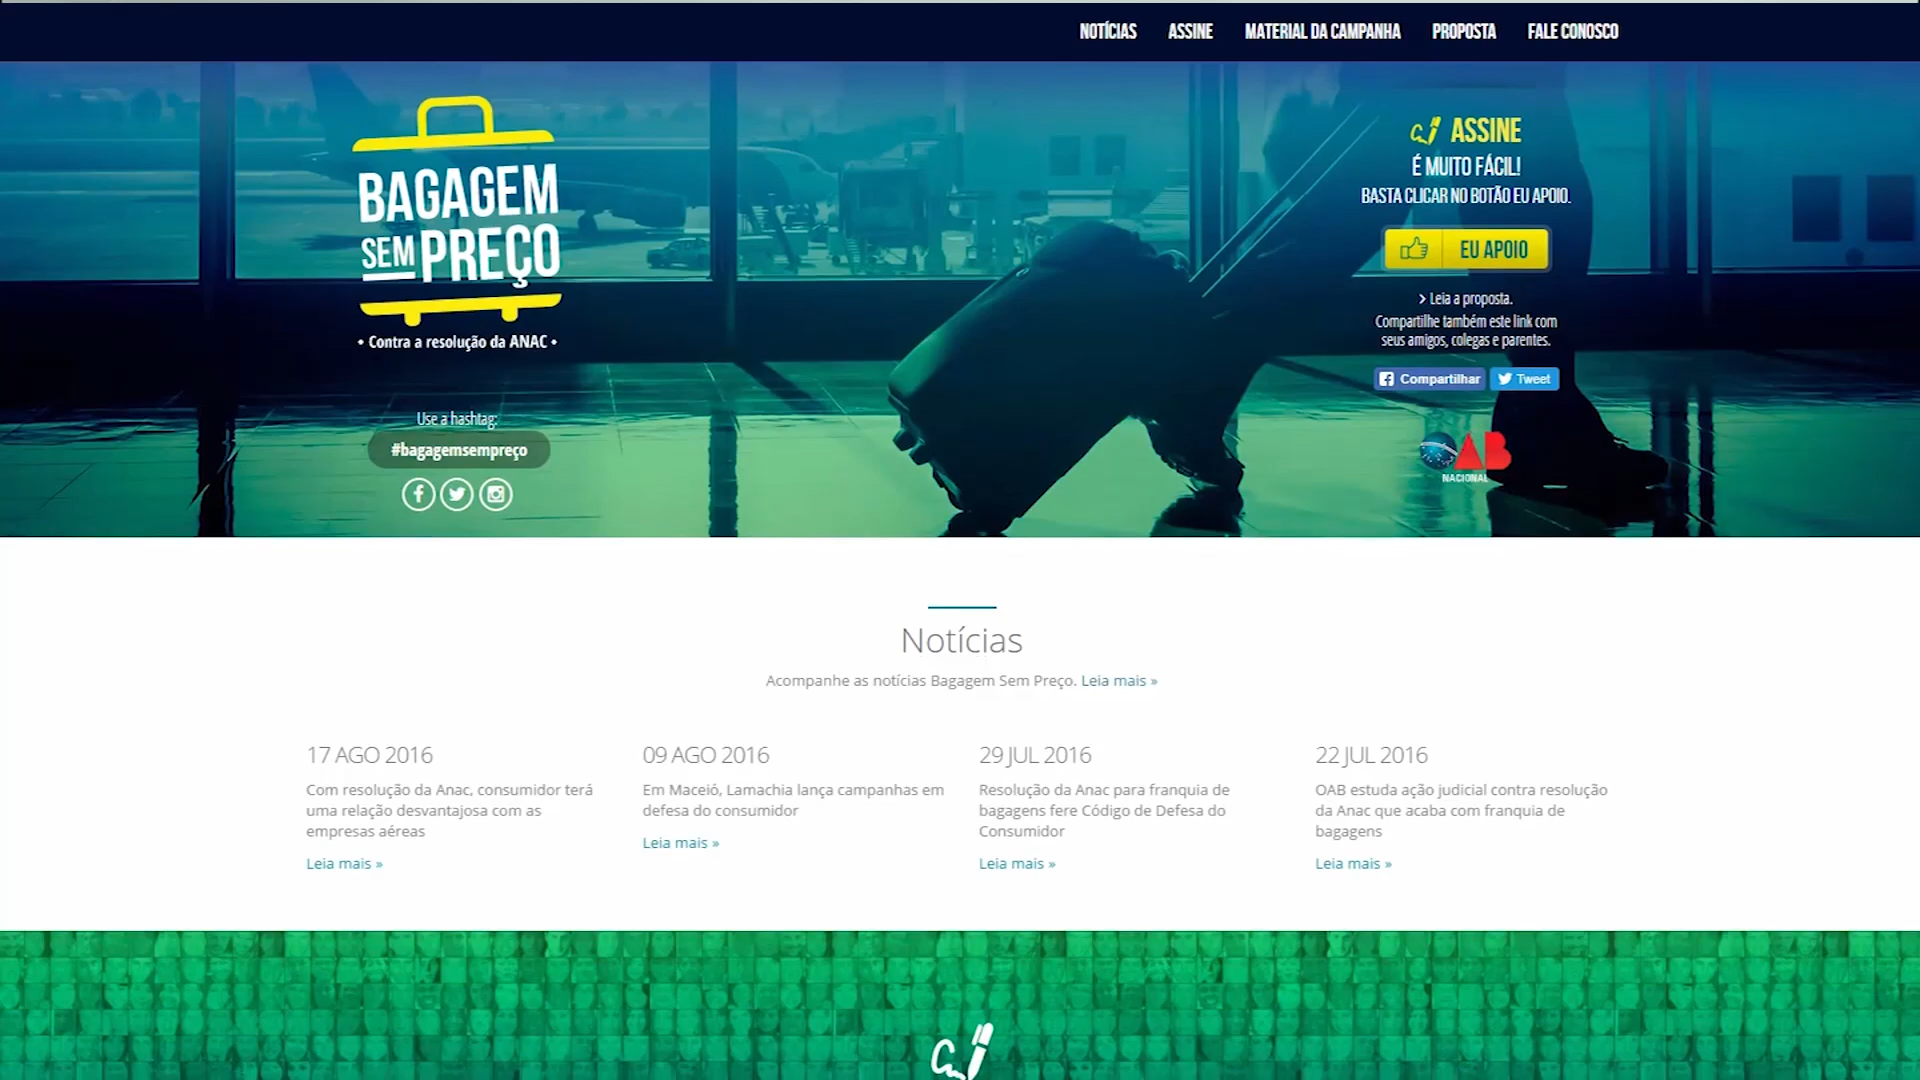 NOTÍCIAS ASSINE MATERIAL DA CAMPANHA PROPOSTA FALE CONOSCO
BAGAGEM
SEM PREÇO
• Contra a resolução da ANAC •
Use a hashtag:
#bagagemsempreço
ASSINE
É MUITO FÁCIL!
BASTA CLICAR NO BOTÃO EU APOIO.
EU APOIO
Leia a proposta.
Compartilhe também este link com
seus amigos, colegas e parentes.
Compartilhar Tweet
OAB
NACIONAL
Notícias
Acompanhe as notícias Bagagem Sem Preço. Leia mais »
17 AGO 2016
Com resolução da Anac, consumidor terá
uma relação desvantajosa com as
empresas aéreas
Leia mais »
09 AGO 2016
Em Maceió, Lamachia lança campanhas em
defesa do consumidor
Leia mais »
29 JUL 2016
Resolução da Anac para franquia de
bagagens fere Código de Defesa do
Consumidor
Leia mais »
22 JUL 2016
OAB estuda ação judicial contra resolução
da Anac que acaba com franquia de
bagagens
Leia mais »